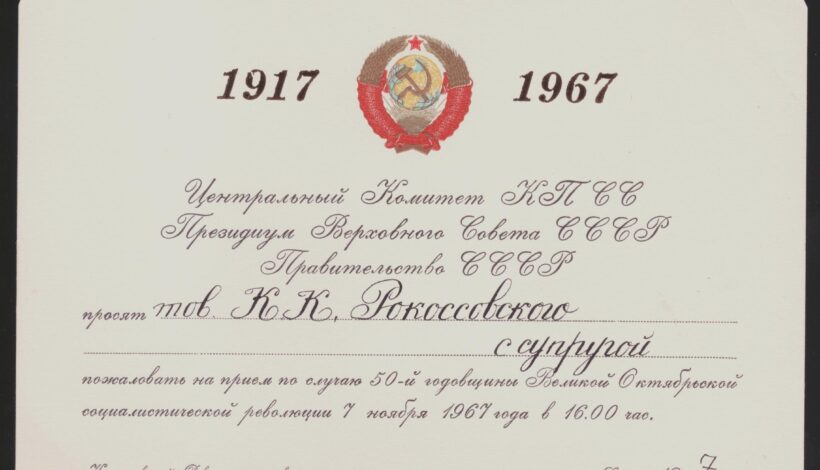 1917 1967
Центральный Комитет КПСС
Президиум Верховного Совета СССР
Правительство СССР
просят тов. К.К. Рокоссовского
с супругой
пожаловать на прием по случаю 50-й годовщины Великой Октябрьской
социалистической революции 7 ноября 1967 года в 16.00 час.
7